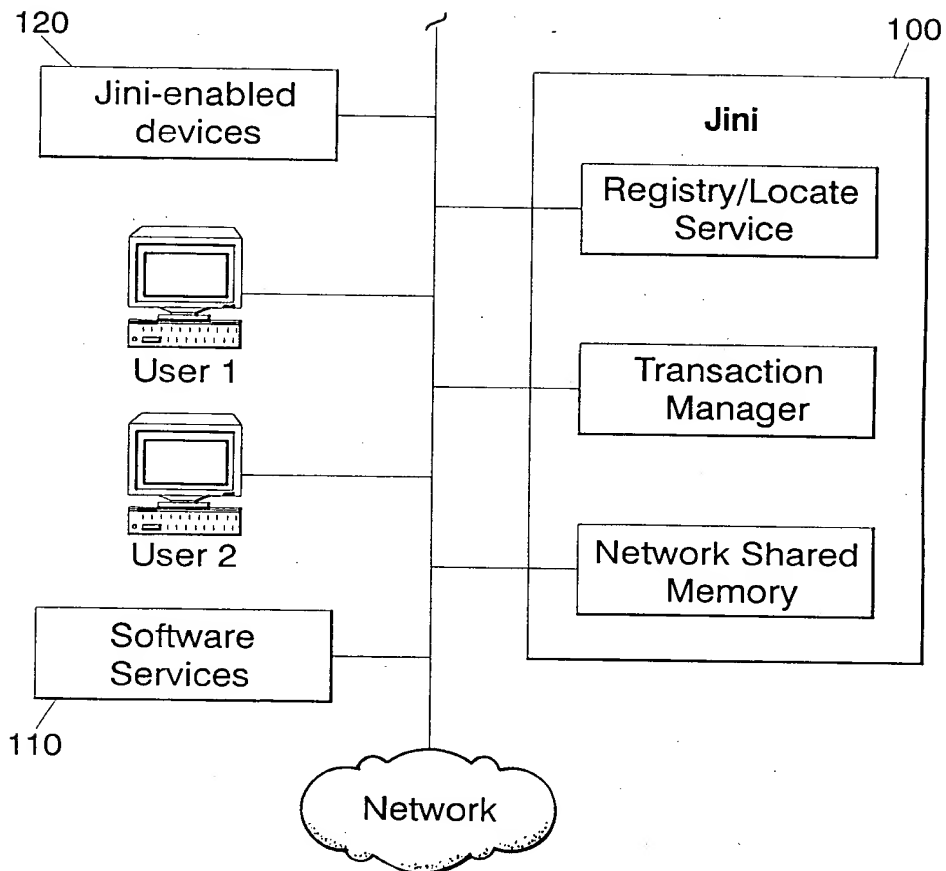 120
100
Jini-enabled
devices
Jini
Registry/Locate
Service
User 1
Transaction
Manager
User 2
Network Shared
Memory
Software
Services
110
Network